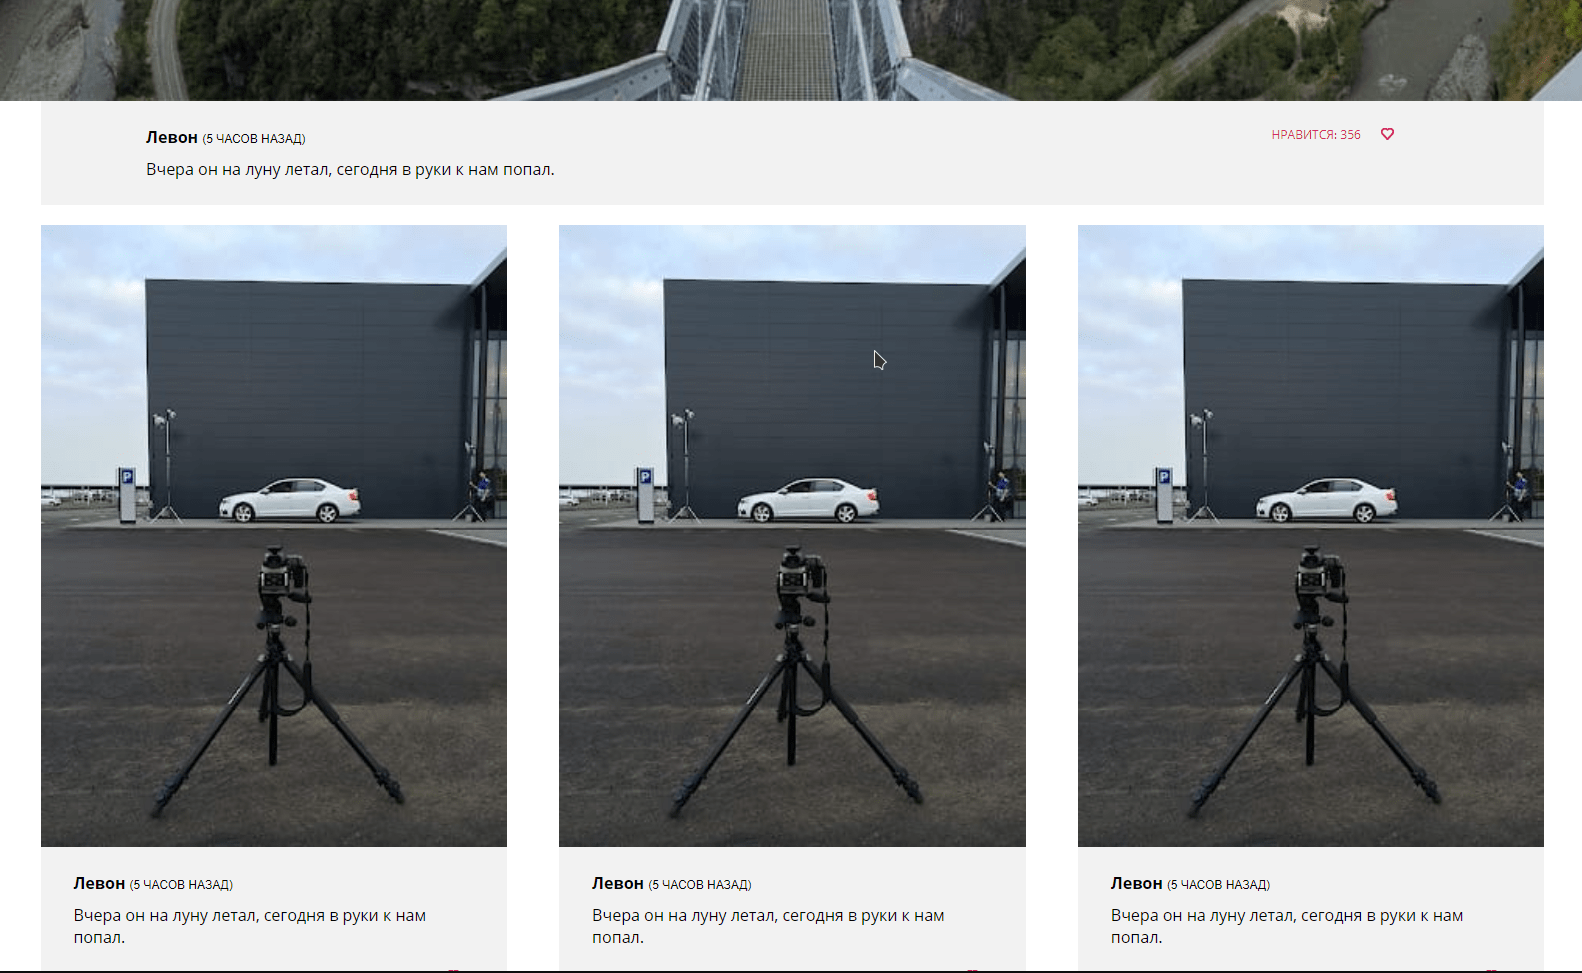 Левон (5 ЧАСОВ НАЗАД)
НРАВИТСЯ: 356
Вчера он на луну летал, сегодня в руки к нам попал.
P
P
P
Левон (5 ЧАСОВ НАЗАД)
Вчера он на луну летал, сегодня в руки к нам
попал.
Левон (5 ЧАСОВ НАЗАД)
Вчера он на луну летал, сегодня в руки к нам
попал.
Левон (5 ЧАСОВ НАЗАД)
Вчера он на луну летал, сегодня в руки к нам
попал.